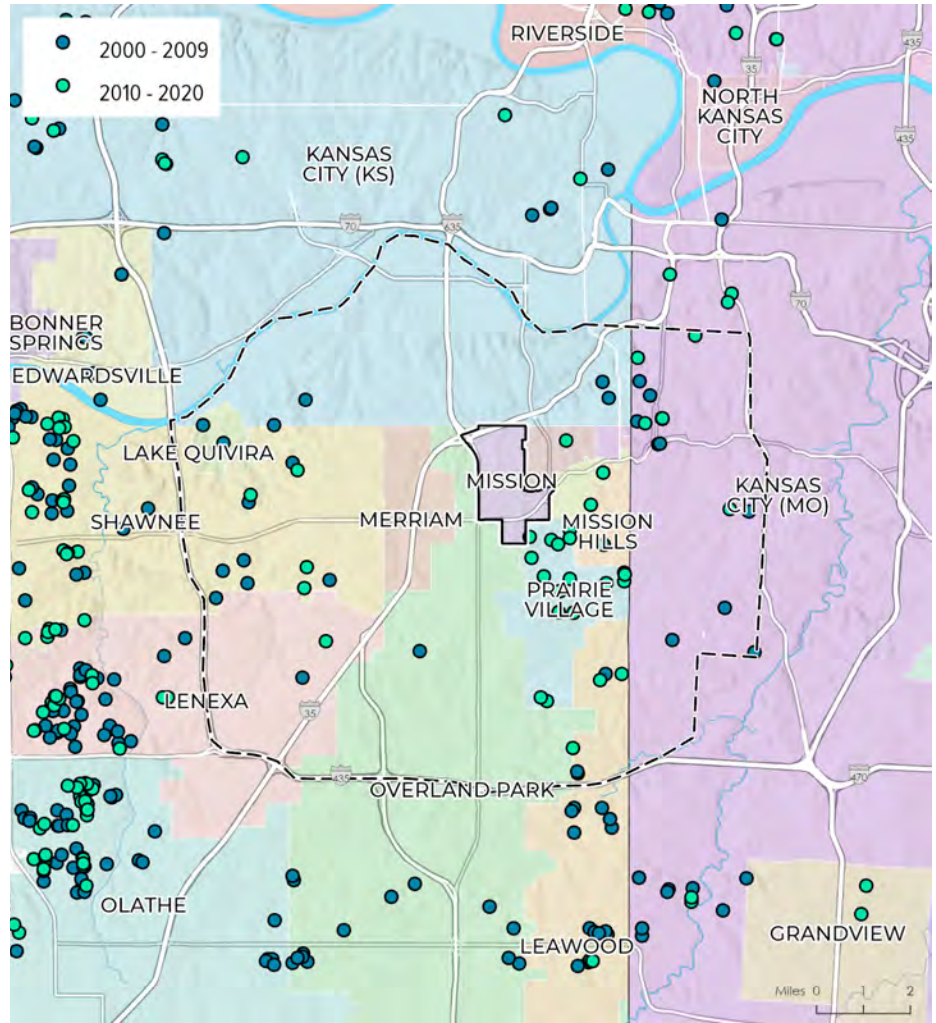 2000 - 2009
2010 - 2020
RIVERSIDE
435
35
NORTH
KANSAS
CITY
435
KANSAS
CITY (KS)
70
635
70
BONNER
SPRINGS
EDWARDSVILLE
LAKE QUIVIRA
MISSION
KANSAS
CITY (MO)
SHAWNEE
MERRIAM
MISSION
HILLS
PRAIRIE
VILLAGE
LENEXA
35
435
OVERLAND PARK
470
OLATHE
LEAWOOD
GRANDVIEW
Miles 0 1 2